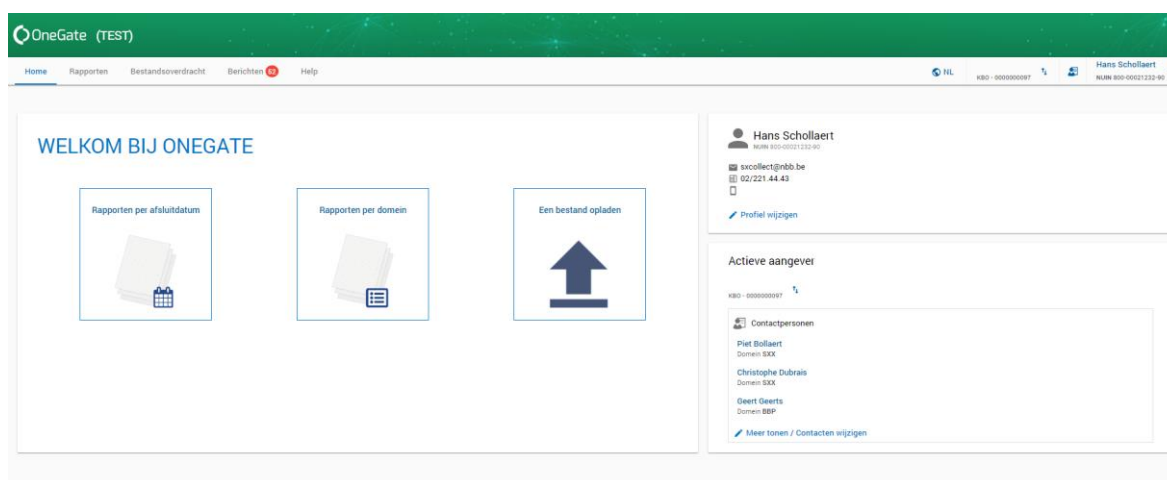 OneGate (TEST)
Home Rapporten Bestandsoverdracht Berichten 62 Help
NL KBO - 0000000097 Hans Schollaert
NUIN 800-00021232-90
WELKOM BIJ ONEGATE
Rapporten per afsluitdatum Rapporten per domein Een bestand opladen
Hans Schollaert
NUIN 800-00021232-90
sxcollect@nbb.be
02/221.44.43
Profiel wijzigen
Actieve aangever
KBO - 0000000097
Contactpersonen
Piet Bollaert
Domein SXX
Christophe Dubrais
Domein SXX
Geert Geerts
Domein BBP
Meer tonen / Contacten wijzigen